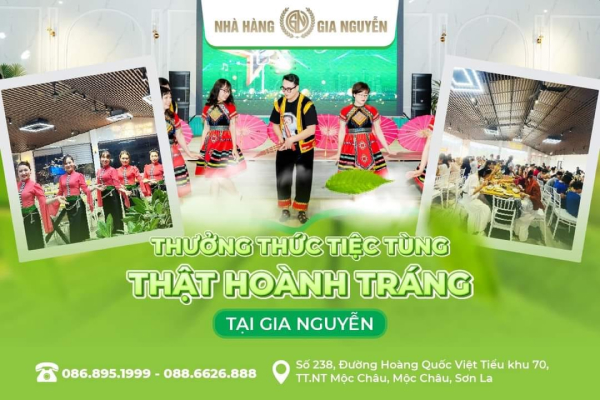 NHÀ HÀNG GN GIA NGUYỄN
THƯỞNG THỨC TIỆC TÙNG
THẬT HOÀNH TRÁNG
TẠI GIA NGUYỄN
086.895.1999 - 088.6626.888
Số 238, Đường Hoàng Quốc Việt Tiểu khu 70,
TT.NT Mộc Châu, Mộc Châu, Sơn La